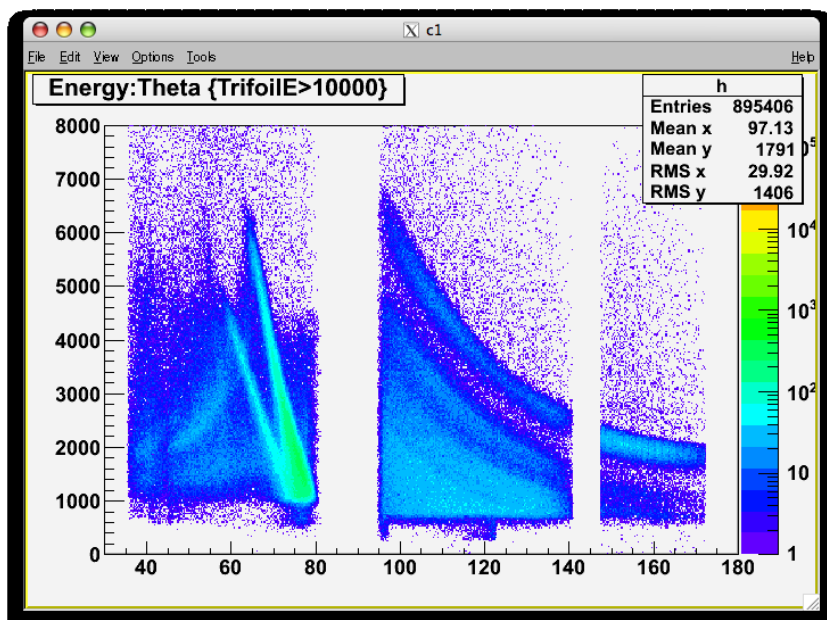 c1
File Edit View Options Tools Help
Energy:Theta {TrifoilE>10000}
h
Entries 895406
Mean x 97.13
Mean y 1791
RMS x 29.92
RMS y 1406
8000
7000
6000
5000
4000
3000
2000
1000
0
40 60 80 100 120 140 160 180
10⁴
10³
10²
10
1